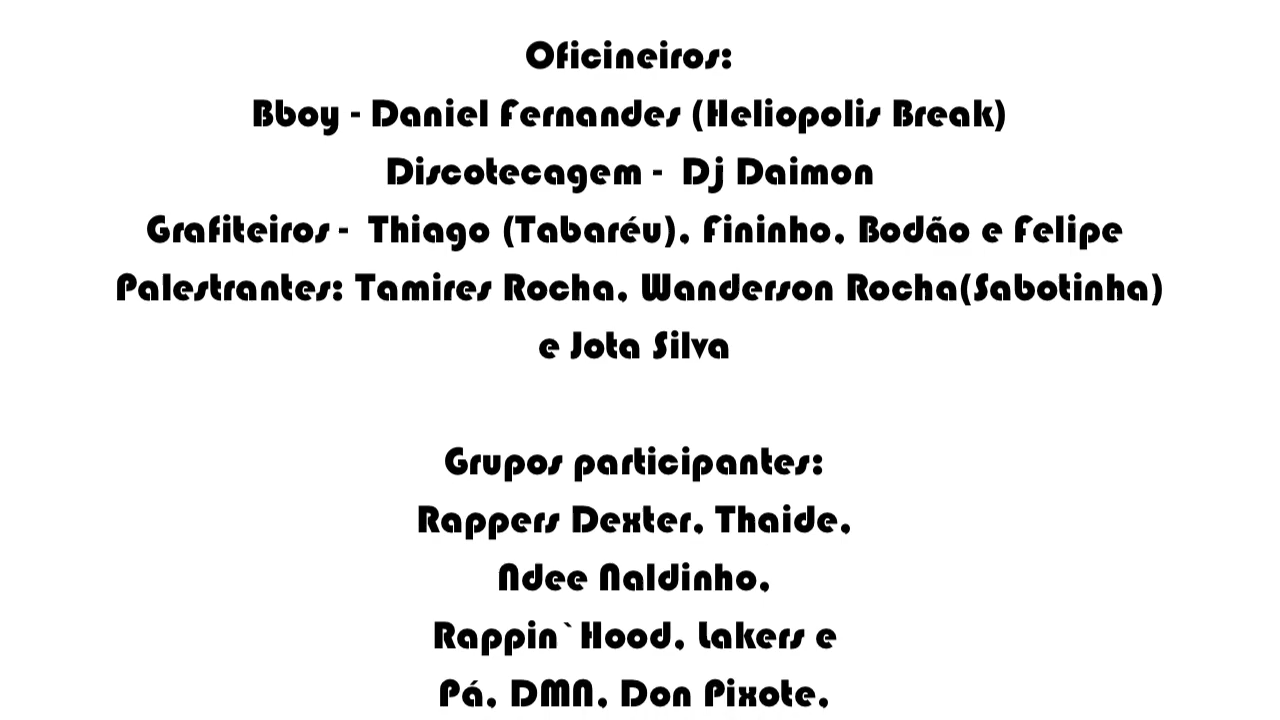 Oficineiros:
Bboy - Daniel Fernandes (Heliopolis Break)
Discotecagem -  Dj Daimon
Grafiteiros -  Thiago (Tabaréu), Fininho, Bodão e Felipe
Palestrantes: Tamires Rocha, Wanderson Rocha(Sabotinha)
e Jota Silva
Grupos participantes:
Rappers Dexter, Thaide,
Ndee Naldinho,
Rappin`Hood, Lakers e
Pá, DMN, Don Pixote,